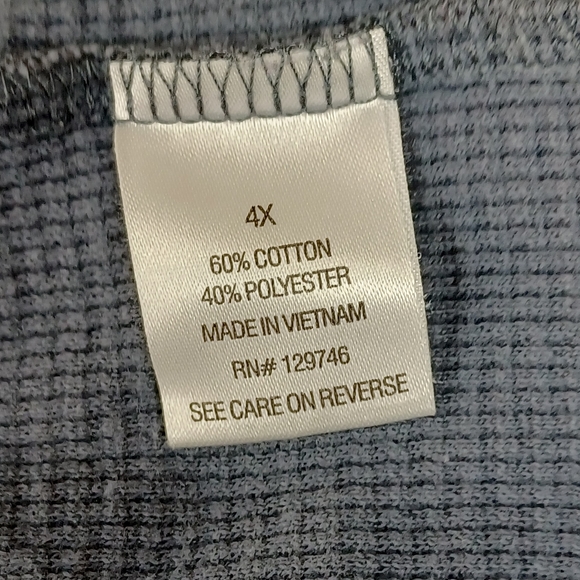 4X
60% COTTON
40% POLYESTER
MADE IN VIETNAM
RN# 129746
SEE CARE ON REVERSE